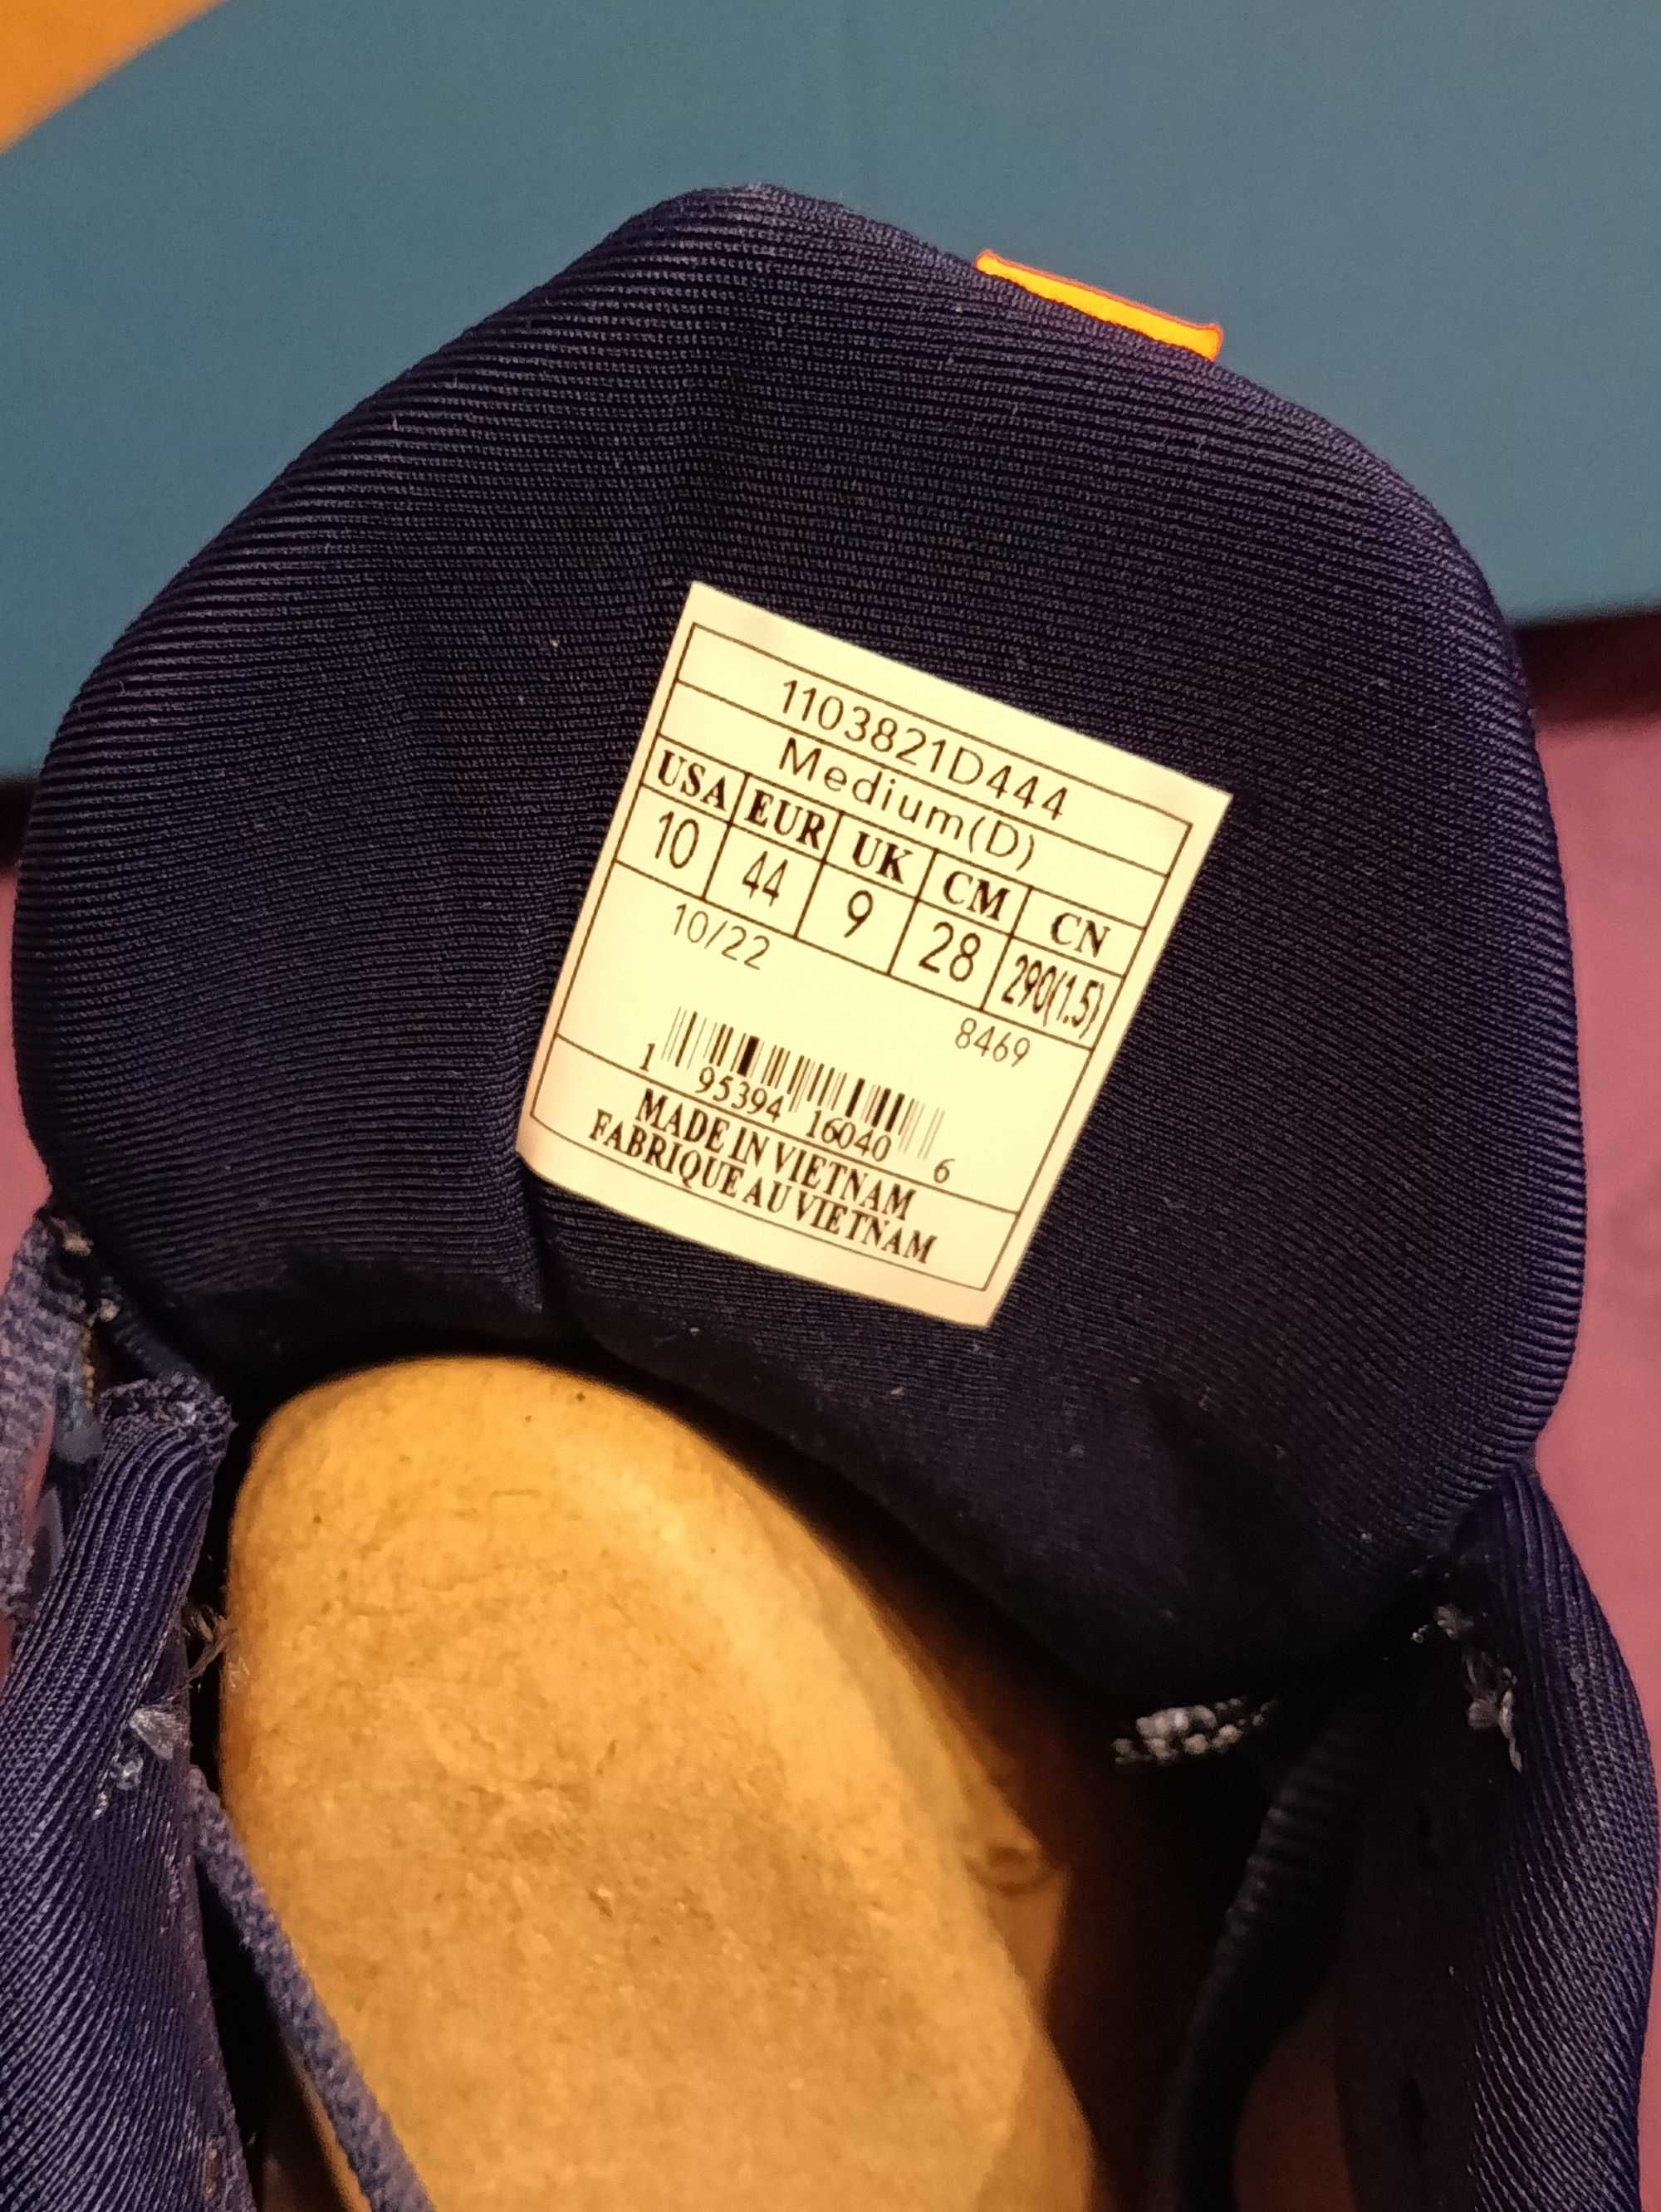 1103821D444
Medium(D)
USA EUR UK CM CN
10 44 9 28 290(1.5)
10/22
8469
1 95394 16040 6
MADE IN VIETNAM
FABRIQUE AU VIETNAM